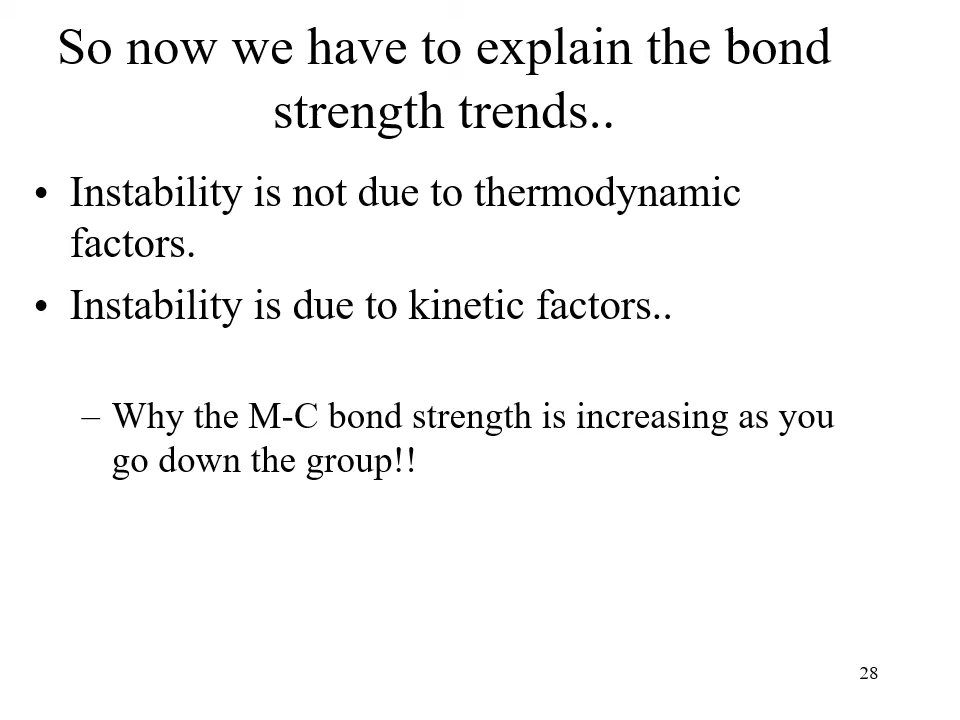 So now we have to explain the bond
strength trends..
• Instability is not due to thermodynamic
factors.
• Instability is due to kinetic factors..
– Why the M-C bond strength is increasing as you
go down the group!!
28